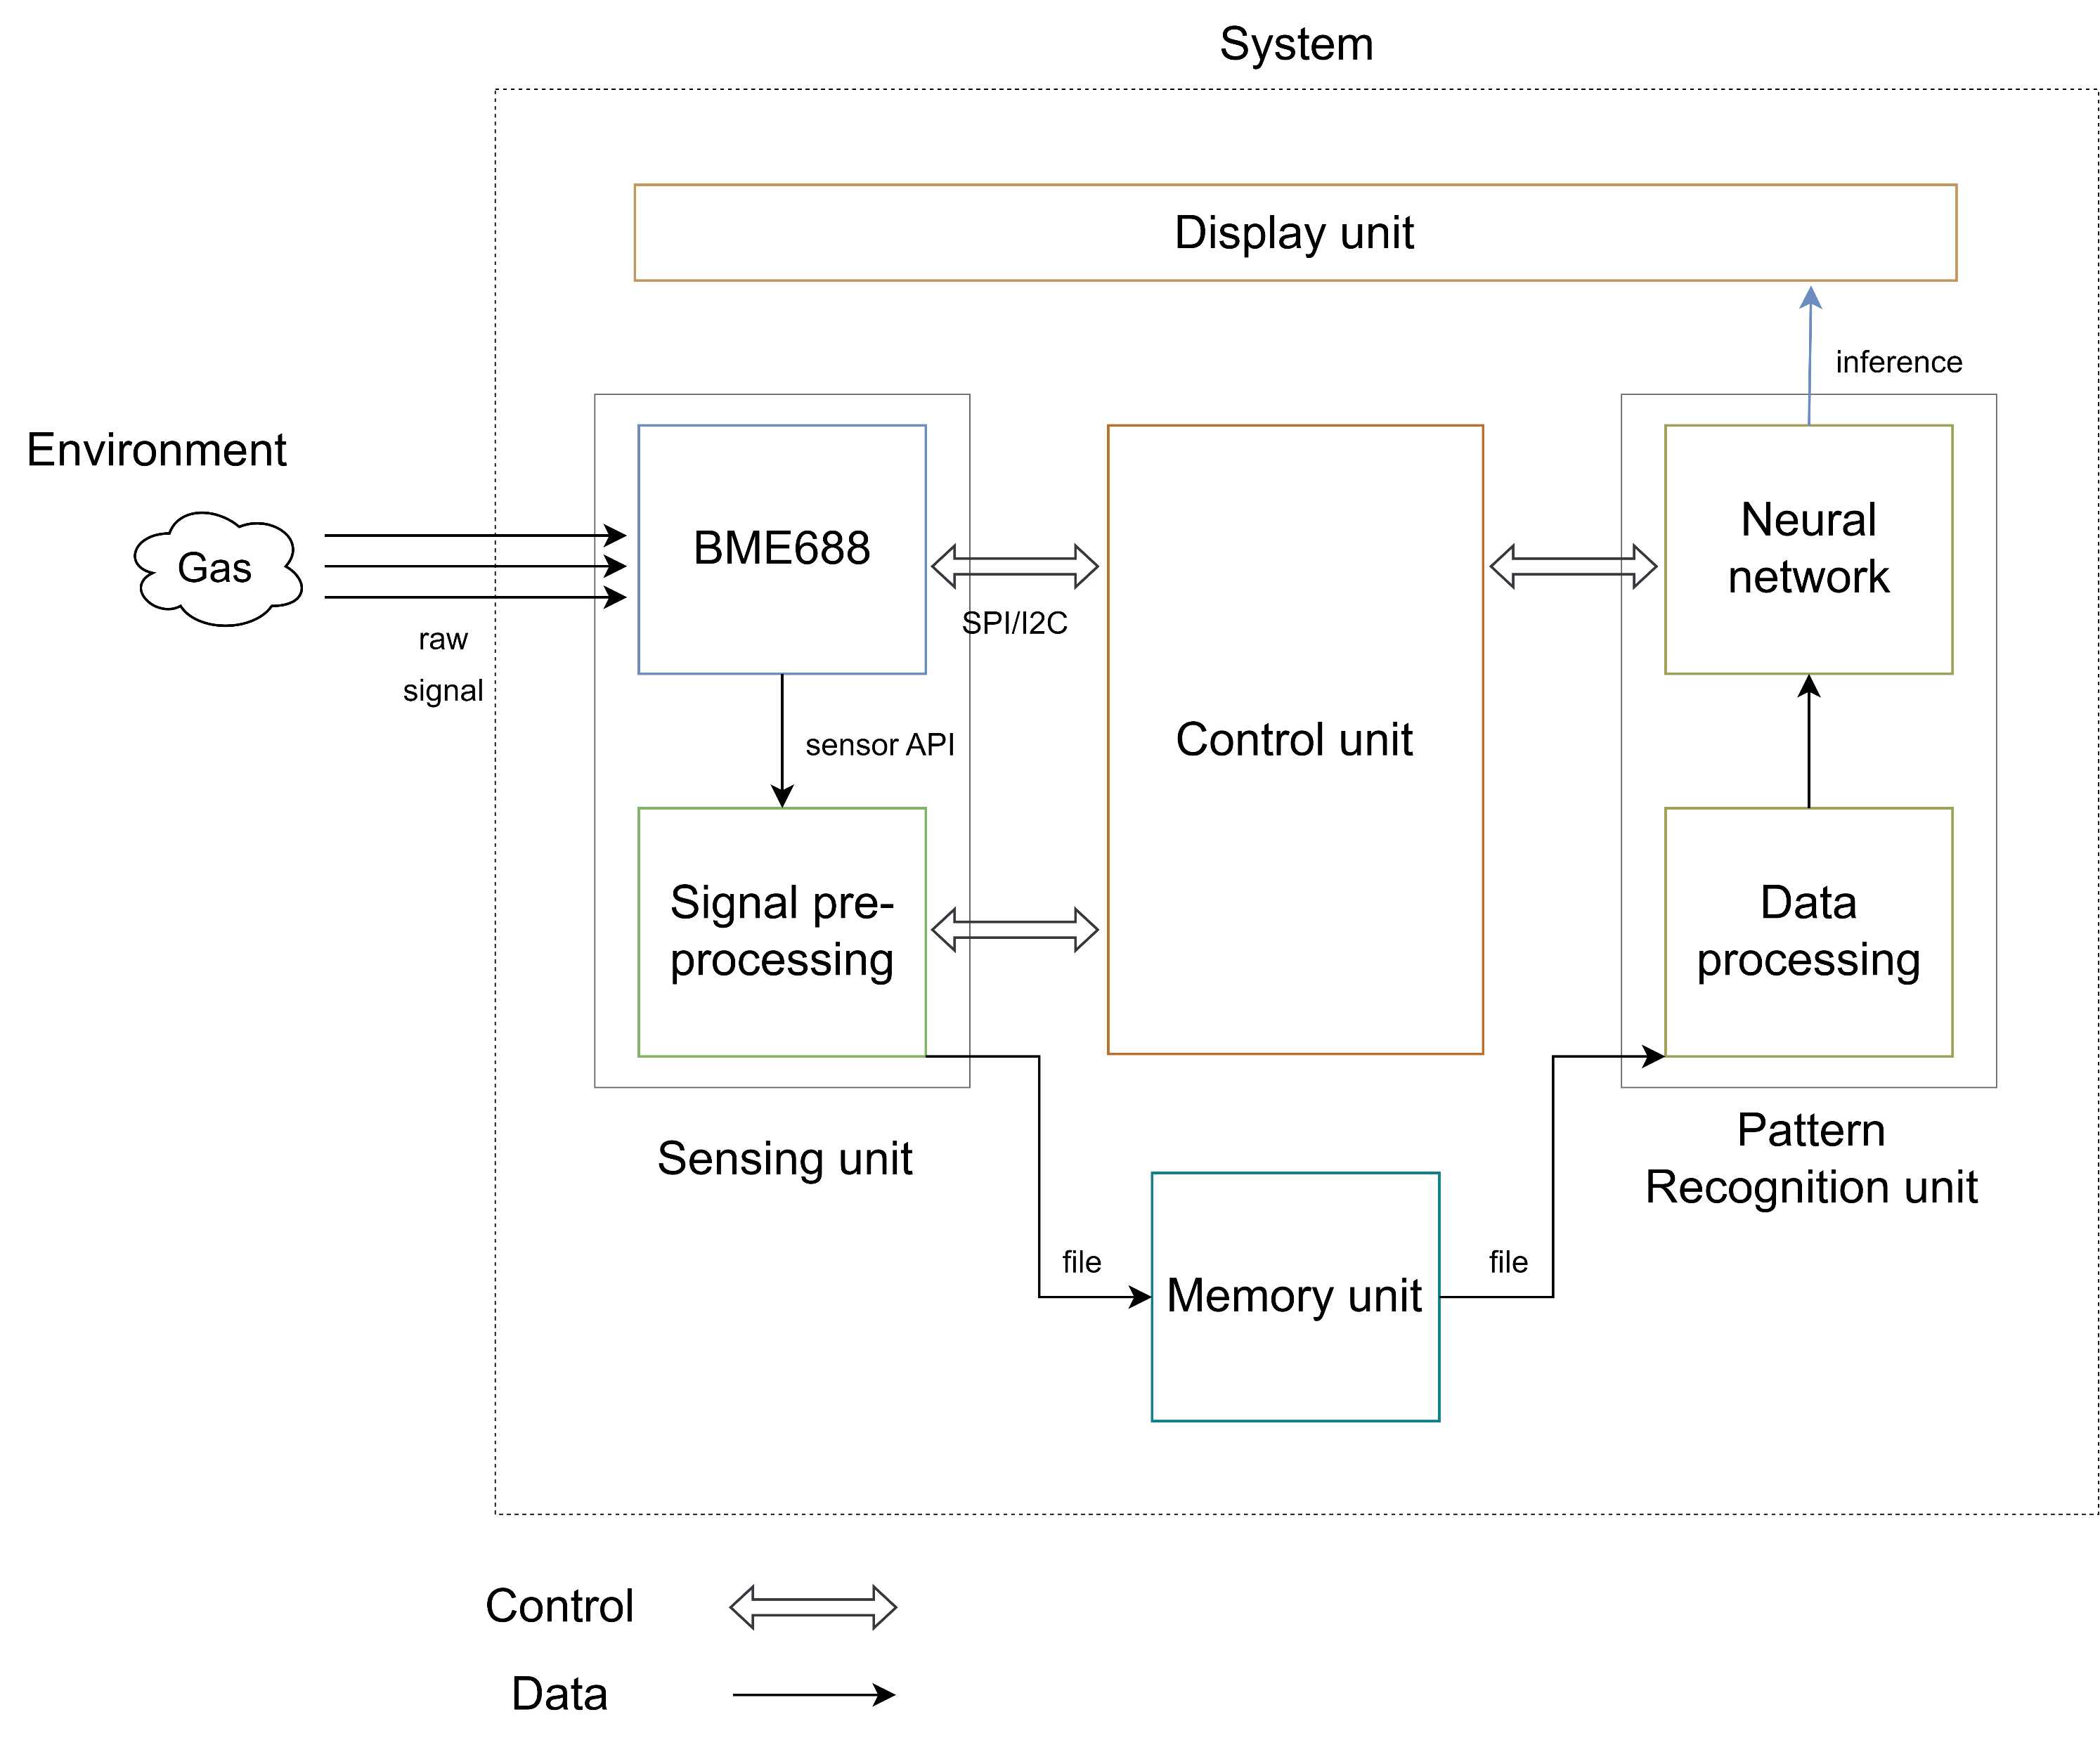 System
Display unit
inference
Environment
Gas
raw
signal
BME688
SPI/I2C
sensor API
Signal pre-
processing
Sensing unit
Control unit
Neural
network
Data
processing
Pattern
Recognition unit
file
Memory unit
file
Control
Data